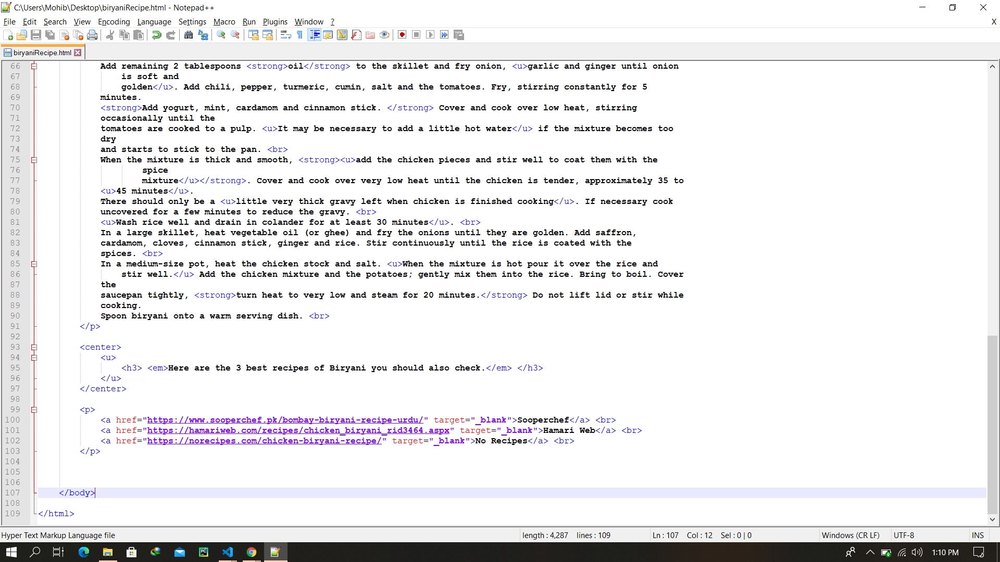 C:\Users\Mohib\Desktop\biryaniRecipe.html - Notepad++
File Edit Search View Encoding Language Settings Macro Run Plugins Window ? X
biryaniRecipe.html
66 Add remaining 2 tablespoons <strong>oil</strong> to the skillet and fry onion, <u>garlic and ginger until onion
67 is soft and
68 golden</u>. Add chili, pepper, turmeric, cumin, salt and the tomatoes. Fry, stirring constantly for 5
69 minutes.
70 <strong>Add yogurt, mint, cardamom and cinnamon stick. </strong> Cover and cook over low heat, stirring
71 occasionally until the
72 tomatoes are cooked to a pulp. <u>It may be necessary to add a little hot water</u> if the mixture becomes too
73 dry
74 and starts to stick to the pan. <br>
75 When the mixture is thick and smooth, <strong><u>add the chicken pieces and stir well to coat them with the
76 spice
77 mixture</u></strong>. Cover and cook over very low heat until the chicken is tender, approximately 35 to
78 <u>45 minutes</u>.
79 There should only be a <u>little very thick gravy left when chicken is finished cooking</u>. If necessary cook
80 uncovered for a few minutes to reduce the gravy. <br>
81 <u>Wash rice well and drain in colander for at least 30 minutes</u>. <br>
82 In a large skillet, heat vegetable oil (or ghee) and fry the onions until they are golden. Add saffron,
83 cardamom, cloves, cinnamon stick, ginger and rice. Stir continuously until the rice is coated with the
84 spices. <br>
85 In a medium-size pot, heat the chicken stock and salt. <u>When the mixture is hot pour it over the rice and
86 stir well.</u> Add the chicken mixture and the potatoes; gently mix them into the rice. Bring to boil. Cover
87 the
88 saucepan tightly, <strong>turn heat to very low and steam for 20 minutes.</strong> Do not lift lid or stir while
89 cooking.
90 Spoon biryani onto a warm serving dish. <br>
91 </p>
92
93 <center>
94 <u>
95 <h3> <em>Here are the 3 best recipes of Biryani you should also check.</em> </h3>
96 </u>
97 </center>
98
99 <p>
100 <a href="https://www.sooperchef.pk/bombay-biryani-recipe-urdu/" target="_blank">Sooperchef</a> <br>
101 <a href="https://hamariweb.com/recipes/chicken_biryani_rid3464.aspx" target="_blank">Hamari Web</a> <br>
102 <a href="https://norecipes.com/chicken-biryani-recipe/" target="_blank">No Recipes</a> <br>
103 </p>
104
105
106
107 </body>
108
109 </html>
Hyper Text Markup Language file length : 4,287 lines : 109 Ln : 107 Col : 12 Sel : 0 | 0 Windows (CR LF) UTF-8 INS
1:10 PM